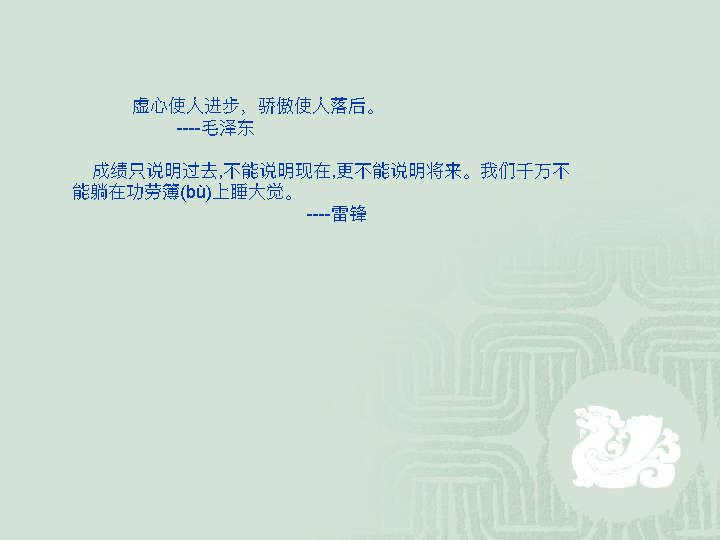 虚心使人进步，骄傲使人落后。
----毛泽东
成绩只说明过去,不能说明现在,更不能说明将来。我们千万不
能躺在功劳簿(bù)上睡大觉。
----雷锋